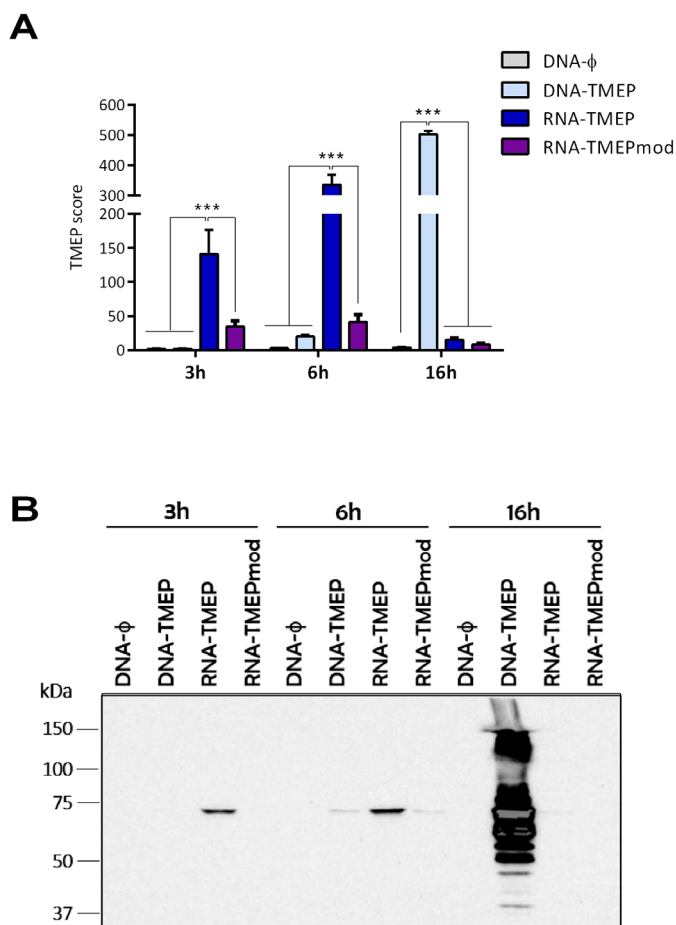 A
DNA-ϕ
DNA-TMEP
RNA-TMEP
RNA-TMEPmod
TMEP score
600
500
400
300
200
150
100
50
0
***
***
***
3h
6h
16h
B
3h
6h
16h
DNA-ϕ
DNA-TMEP
RNA-TMEP
RNA-TMEPmod
DNA-ϕ
DNA-TMEP
RNA-TMEP
RNA-TMEPmod
DNA-ϕ
DNA-TMEP
RNA-TMEP
RNA-TMEPmod
kDa
150
100
75
50
37